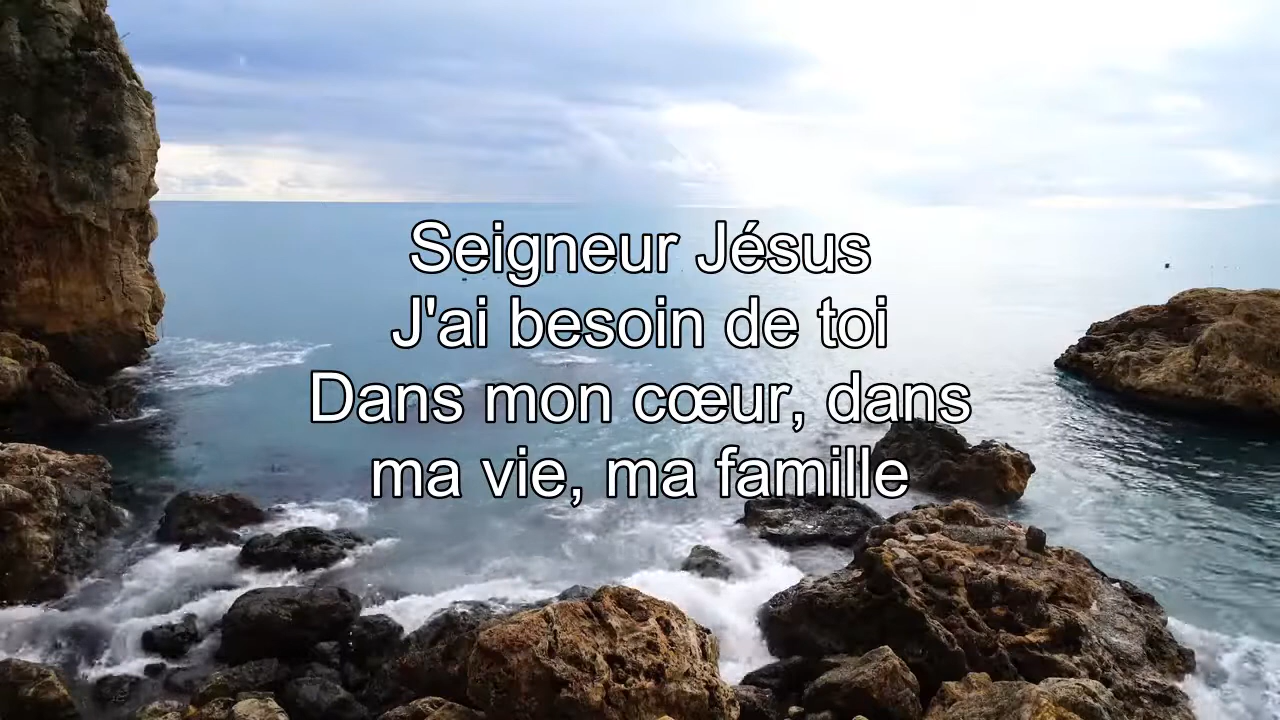 Seigneur Jésus
J'ai besoin de toi
Dans mon cœur, dans
ma vie, ma famille